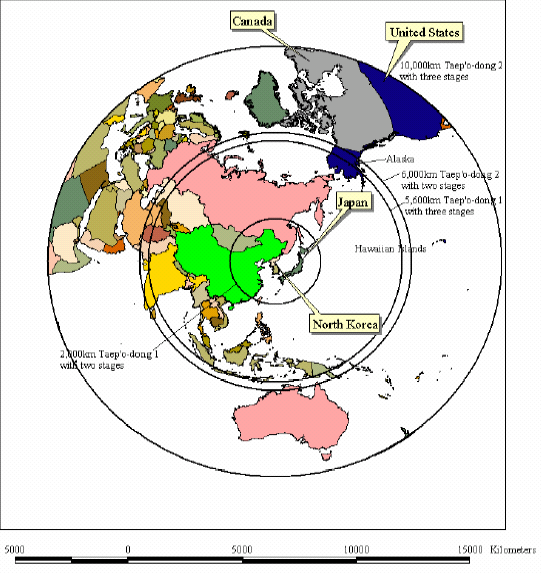 Canada
United States
10,000km Taep'o-dong 2
with three stages
Alaska
6,000km Taep'o-dong 2
with two stages
5,600km Taep'o-dong 1
with three stages
Japan
Hawaiian Islands
North Korea
2,000km Taep'o-dong 1
with two stages
5000 0 5000 10000 15000 Kilometers